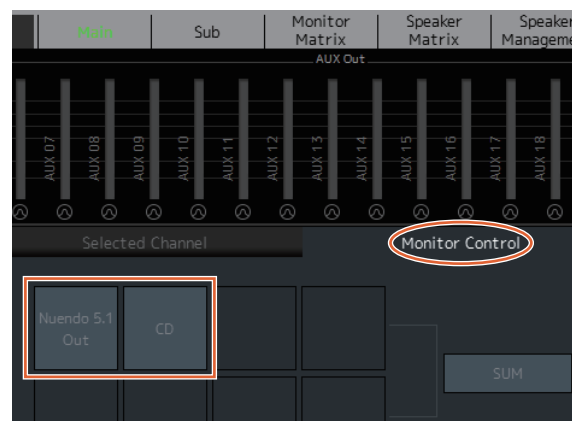 Main
Sub
Monitor
Matrix
Speaker
Matrix
Speaker
Manageme
AUX Out
AUX 07
AUX 08
AUX 09
AUX 10
AUX 11
AUX 12
AUX 13
AUX 14
AUX 15
AUX 16
AUX 17
AUX 18
Selected Channel
Monitor Control
Nuendo 5.1
Out
CD
SUM